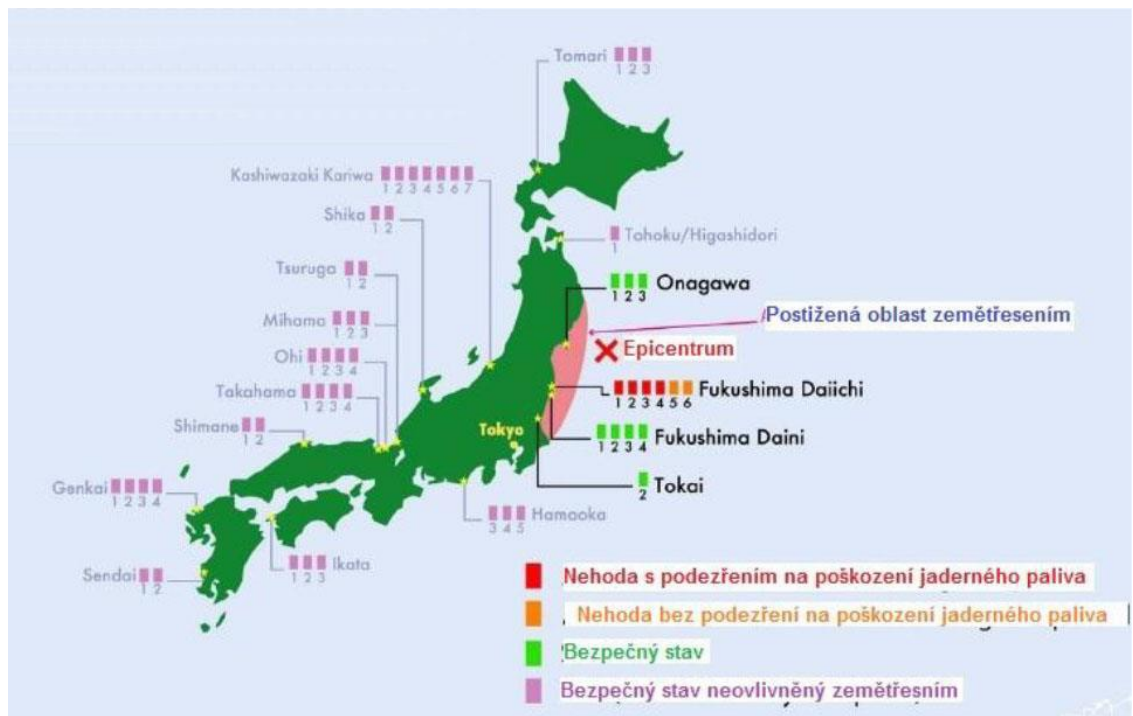 Tomari
1 2 3
Kashiwazaki Kariwa
1 2 3 4 5 6 7
Shika
1 2
Tohoku/Higashidori
1
Tsuruga
1 2
Onagawa
1 2 3
Postižená oblast zemětřesením
Mihama
1 2 3
Epicentrum
Ohi
1 2 3 4
Takahama
1 2 3 4
Fukushima Daiichi
1 2 3 4 5 6
Shimane
1 2
Tokyo
Fukushima Daini
1 2 3 4
Genkai
1 2 3 4
Tokai
2
Hamaoka
3 4 5
Ikata
1 2 3
Sendai
1 2
Nehoda s podezřením na poškození jaderného paliva
Nehoda bez podezření na poškození jaderného paliva
Bezpečný stav
Bezpečný stav neovlivněný zemětřesním